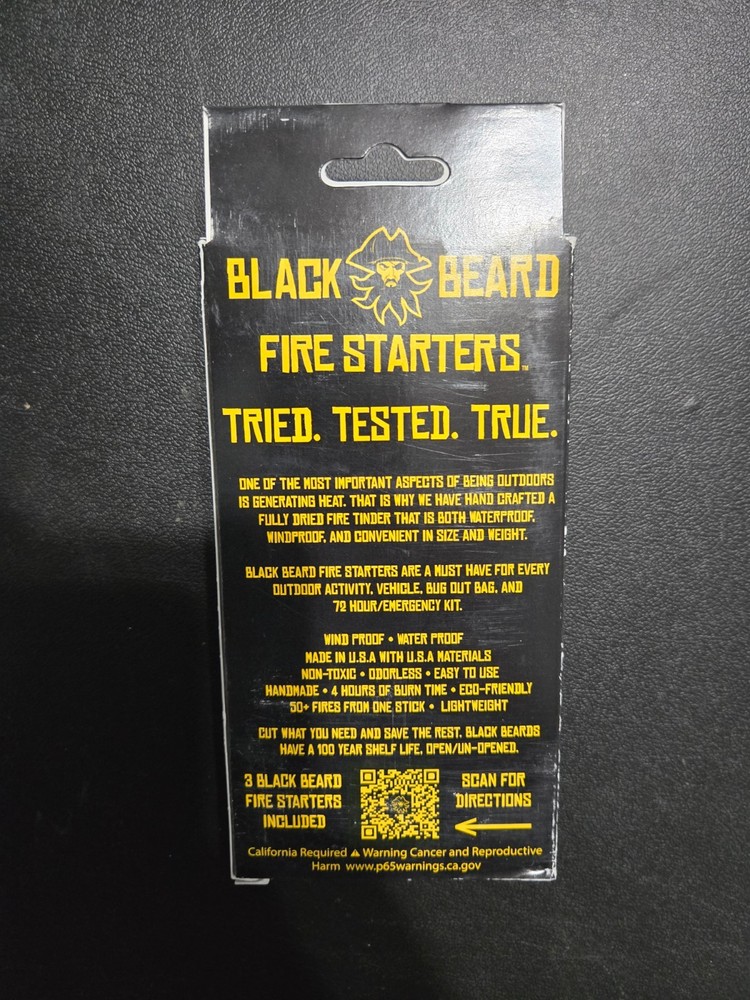 BLACK BEARD
FIRE STARTERS™
TRIED. TESTED. TRUE.
ONE OF THE MOST IMPORTANT ASPECTS OF BEING OUTDOORS
IS GENERATING HEAT. THAT IS WHY WE HAVE HAND CRAFTED A
FULLY DRIED FIRE TINDER THAT IS BOTH WATERPROOF,
WINDPROOF, AND CONVENIENT IN SIZE AND WEIGHT.
BLACK BEARD FIRE STARTERS ARE A MUST HAVE FOR EVERY
OUTDOOR ACTIVITY, VEHICLE, BUG OUT BAG, AND
72 HOUR/EMERGENCY KIT.
WIND PROOF • WATER PROOF
MADE IN U.S.A WITH U.S.A MATERIALS
NON-TOXIC • ODORLESS • EASY TO USE
HANDMADE • 4 HOURS OF BURN TIME • ECO-FRIENDLY
50+ FIRES FROM ONE STICK • LIGHTWEIGHT
CUT WHAT YOU NEED AND SAVE THE REST. BLACK BEARDS
HAVE A 100 YEAR SHELF LIFE, OPEN/UN-OPENED.
3 BLACK BEARD
FIRE STARTERS
INCLUDED
SCAN FOR
DIRECTIONS
California Required ⚠ Warning Cancer and Reproductive
Harm www.p65warnings.ca.gov